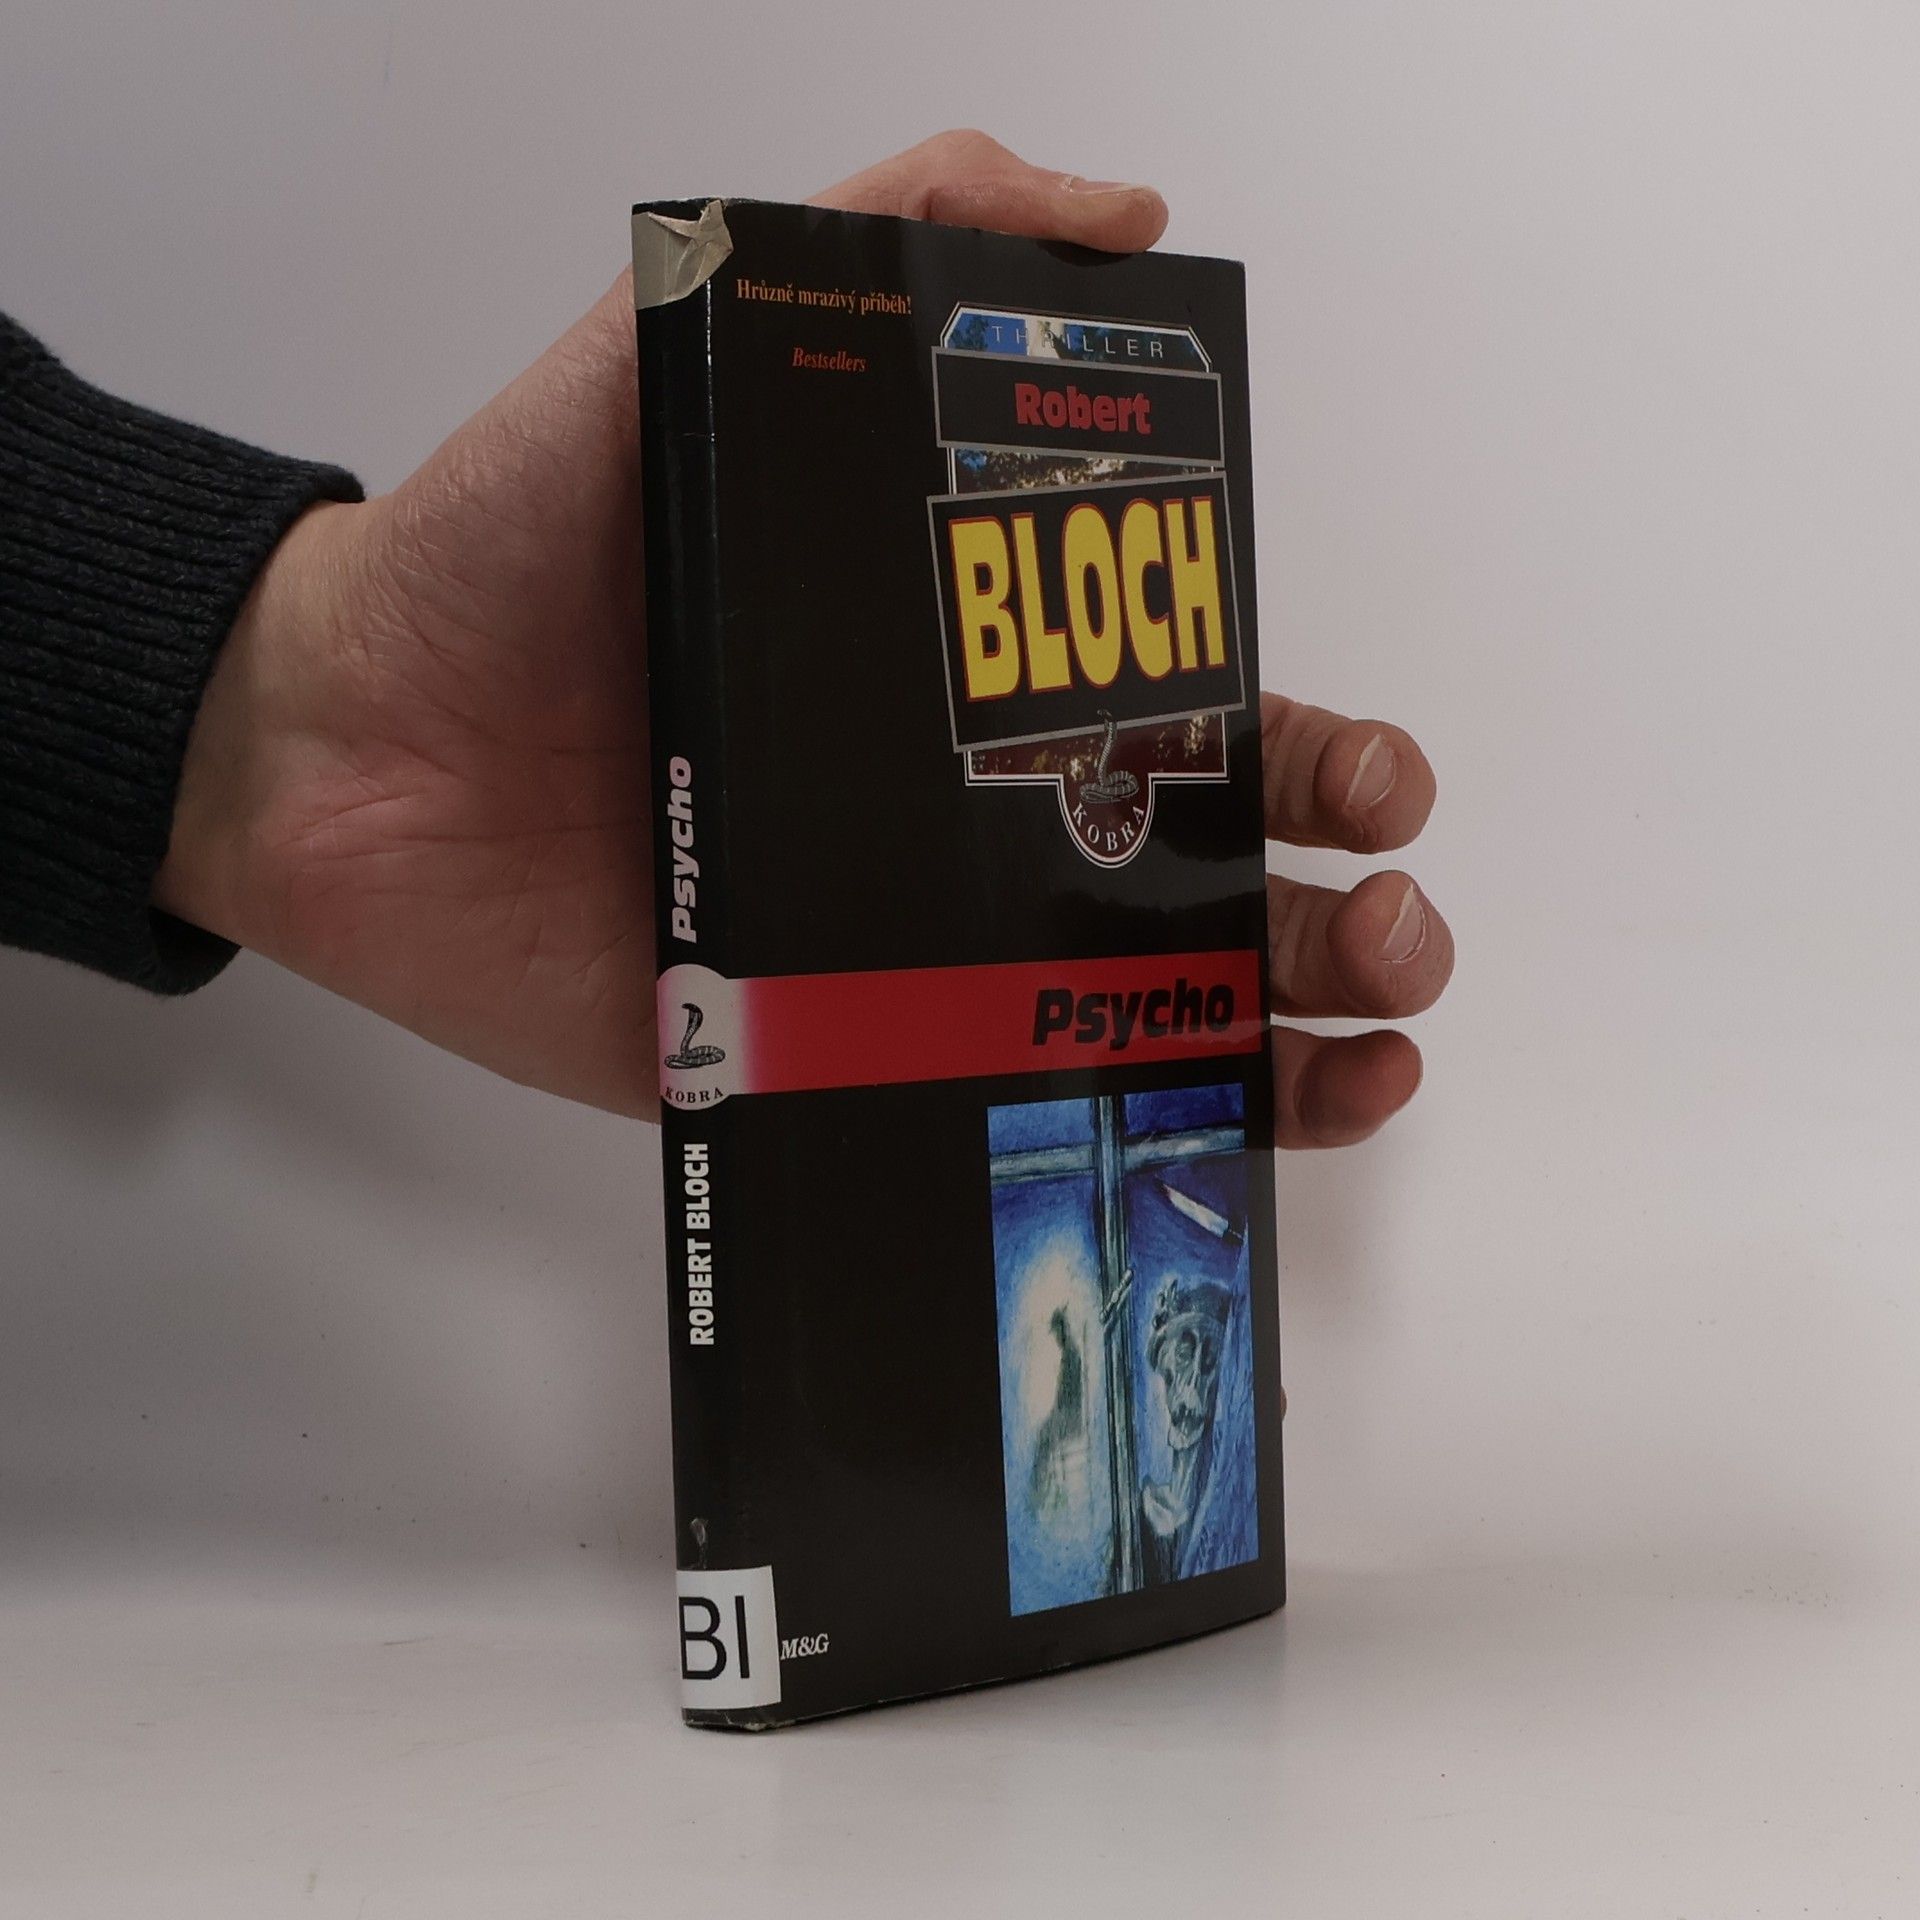 Hrůzně mrazivý příběh!
Bestsellers
THRILLER
Robert
BLOCH
KOBRA
Psycho
Psycho
KOBRA
ROBERT BLOCH
BI
M&G